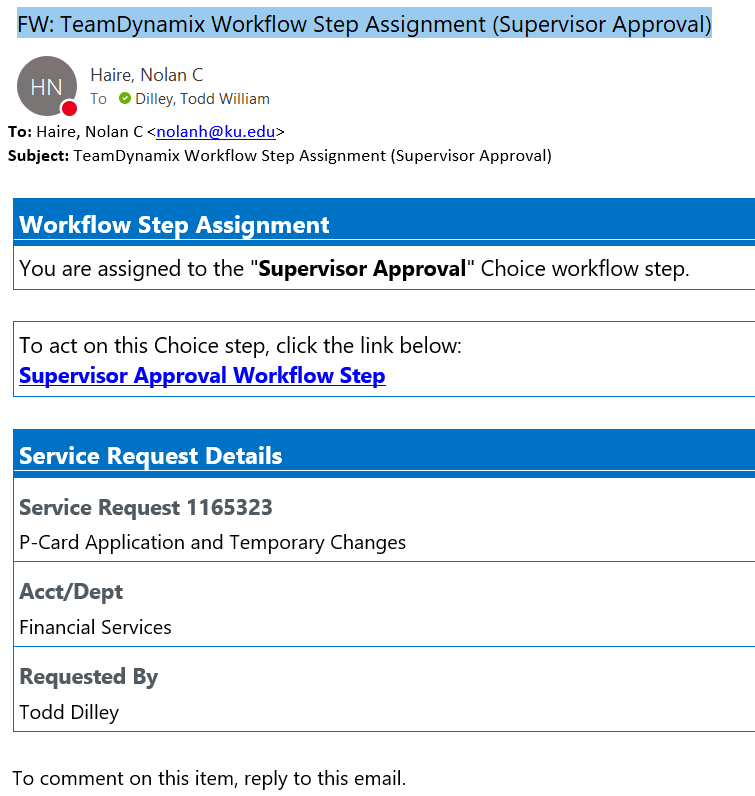 FW: TeamDynamix Workflow Step Assignment (Supervisor Approval)
HN
Haire, Nolan C
To Dilley, Todd William
To: Haire, Nolan C <nolanh@ku.edu>
Subject: TeamDynamix Workflow Step Assignment (Supervisor Approval)
Workflow Step Assignment
You are assigned to the "Supervisor Approval" Choice workflow step.
To act on this Choice step, click the link below:
Supervisor Approval Workflow Step
Service Request Details
Service Request 1165323
P-Card Application and Temporary Changes
Acct/Dept
Financial Services
Requested By
Todd Dilley
To comment on this item, reply to this email.